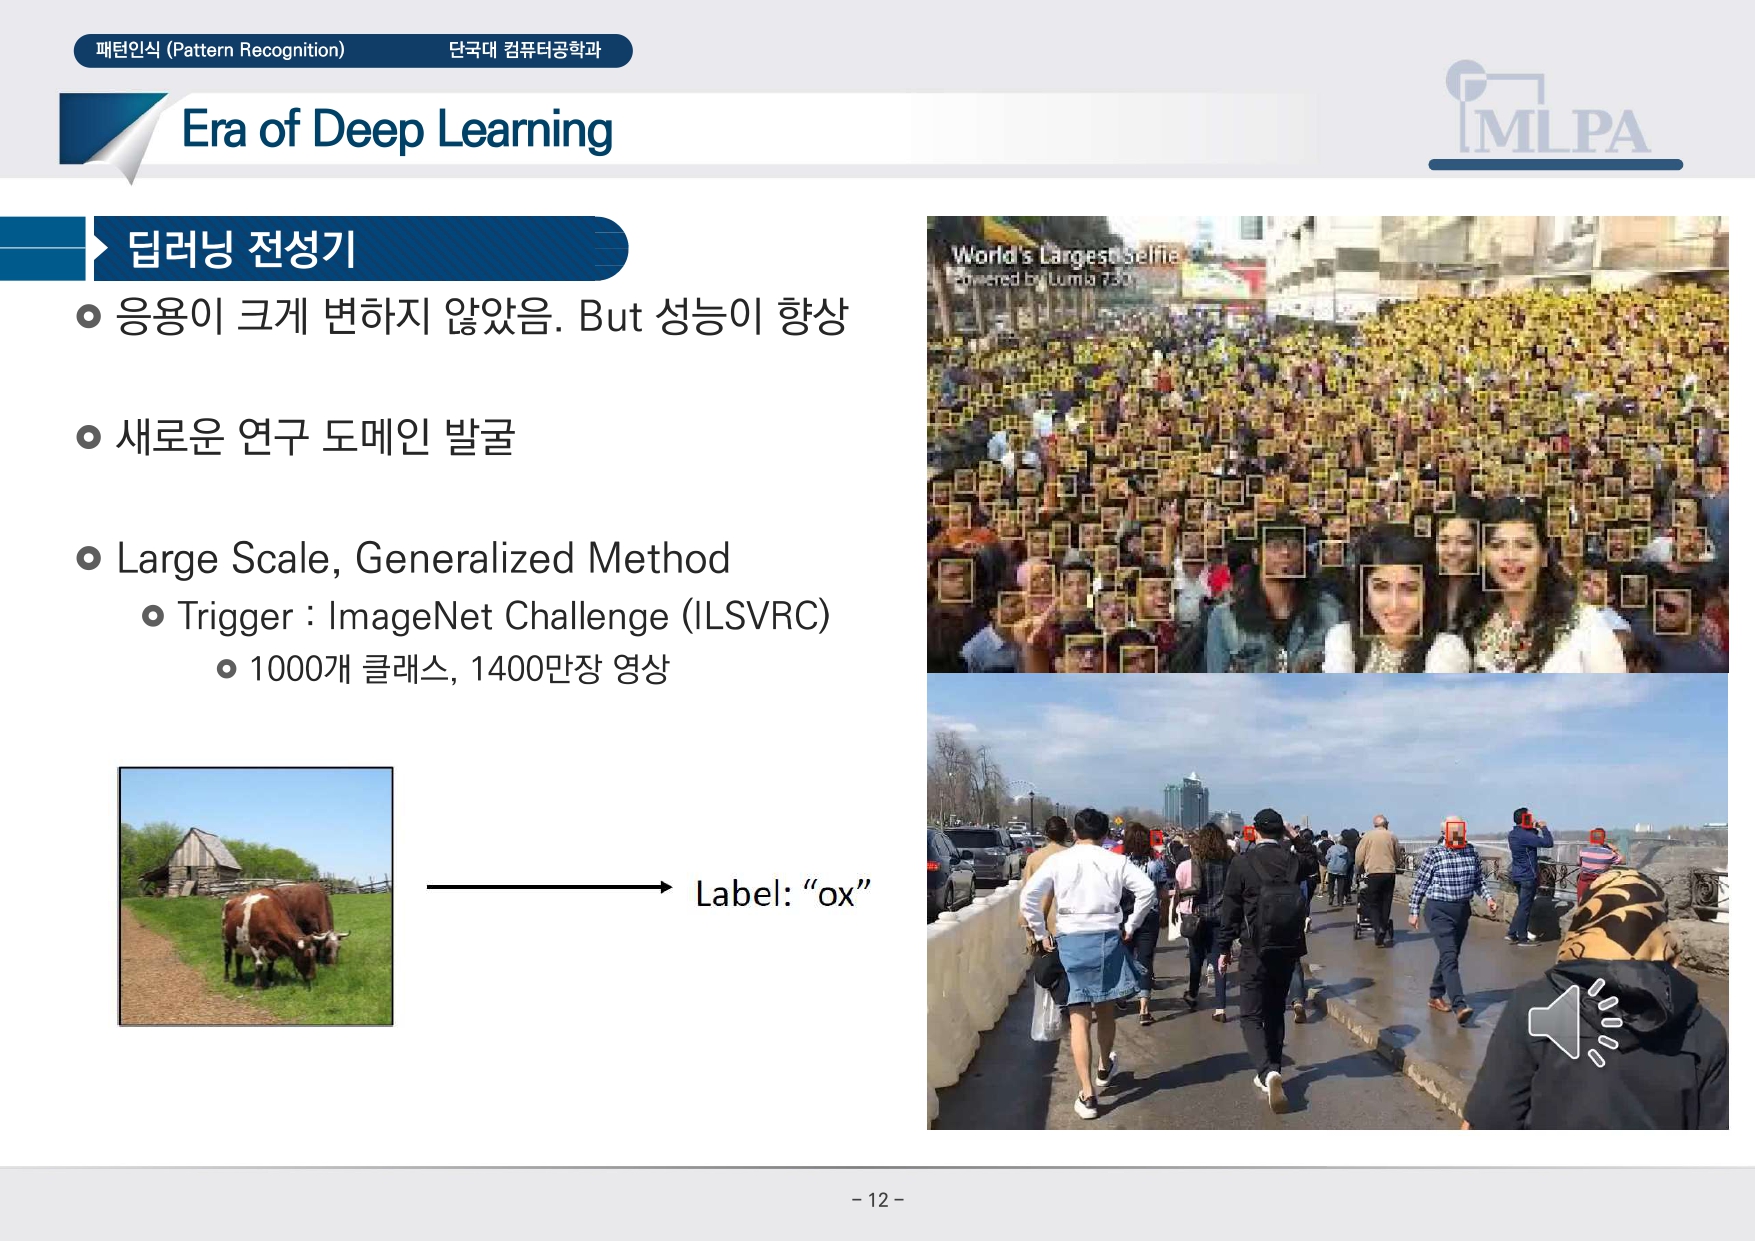 패턴인식 (Pattern Recognition) 단국대 컴퓨터공학과
Era of Deep Learning
MLPA
딥러닝 전성기
응용이 크게 변하지 않았음. But 성능이 향상
새로운 연구 도메인 발굴
Large Scale, Generalized Method
Trigger : ImageNet Challenge (ILSVRC)
1000개 클래스, 1400만장 영상
Label: “ox”
World's Largest Selfie
Powered by Lumia 730
- 12 -